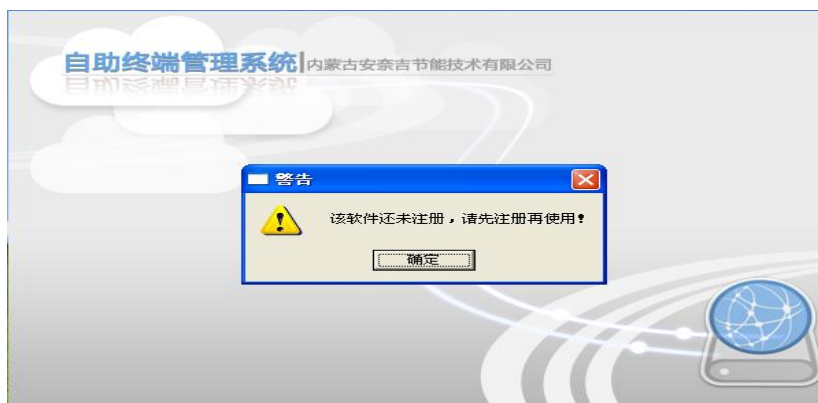 自助终端管理系统|内蒙古安奈吉节能技术有限公司
警告
该软件还未注册，请先注册再使用!
确定